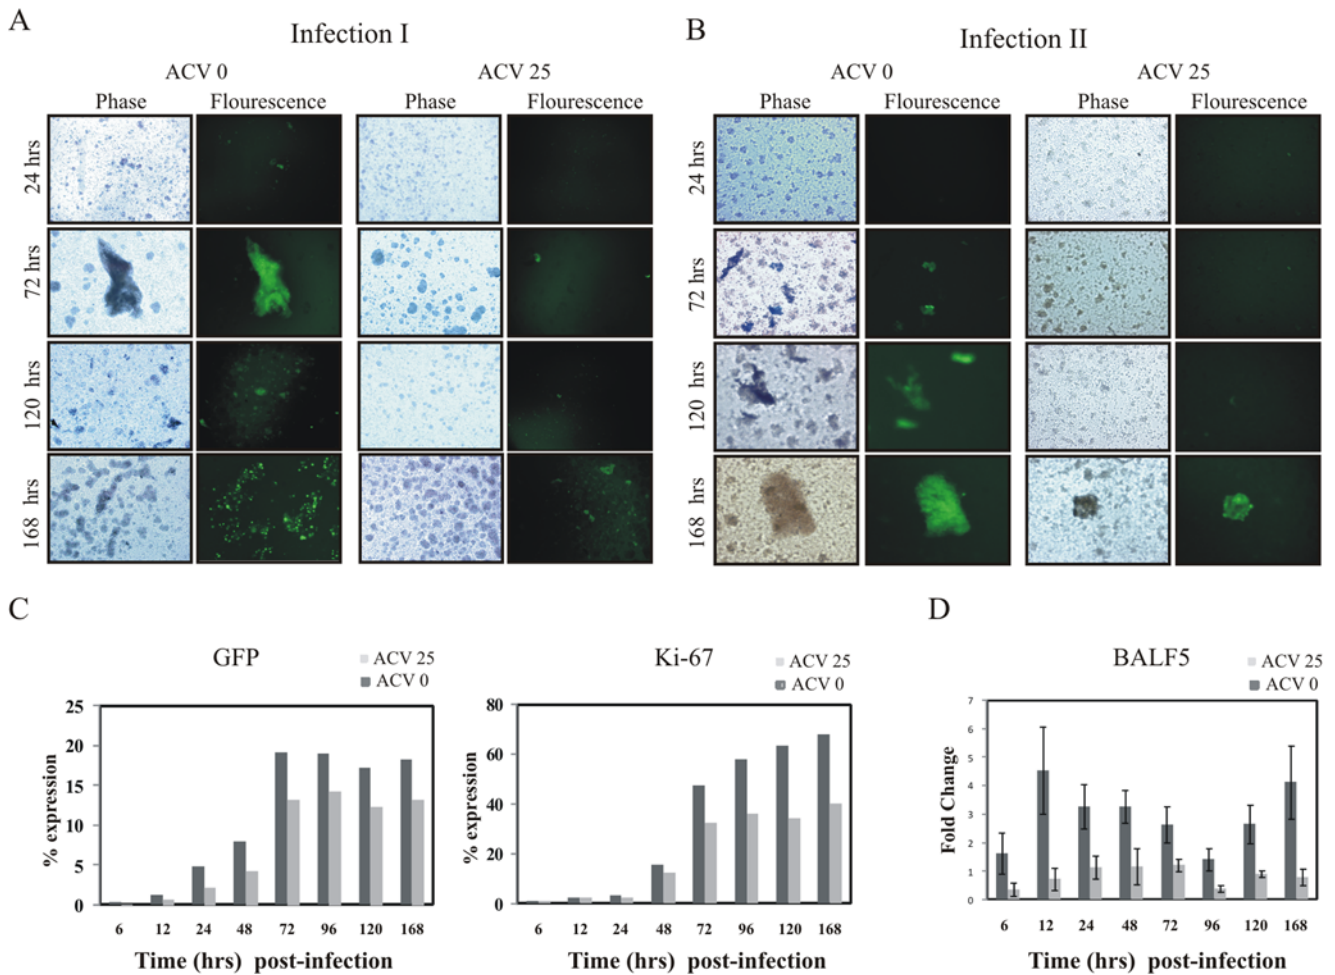 A
Infection I
ACV 0
ACV 25
Phase
Flourescence
Phase
Flourescence
24 hrs
72 hrs
120 hrs
168 hrs
B
Infection II
ACV 0
ACV 25
Phase
Flourescence
Phase
Flourescence
24 hrs
72 hrs
120 hrs
168 hrs
C
GFP
ACV 25
ACV 0
% expression
25
20
15
10
5
0
6 12 24 48 72 96 120 168
Time (hrs) post-infection
Ki-67
ACV 25
ACV 0
% expression
80
60
40
20
0
6 12 24 48 72 96 120 168
Time (hrs) post-infection
D
BALF5
ACV 25
ACV 0
Fold Change
7
6
5
4
3
2
1
0
6 12 24 48 72 96 120 168
Time (hrs) post-infection